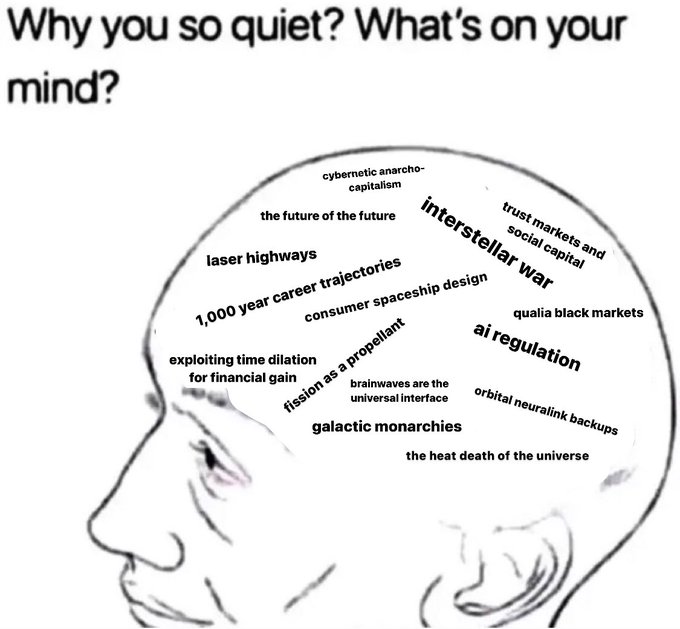 Why you so quiet? What's on your
mind?
cybernetic anarcho-
capitalism
the future of the future
interstellar war
trust markets and
social capital
laser highways
1,000 year career trajectories
consumer spaceship design
qualia black markets
ai regulation
exploiting time dilation
for financial gain
fission as a propellant
brainwaves are the
universal interface
orbital neuralink backups
galactic monarchies
the heat death of the universe